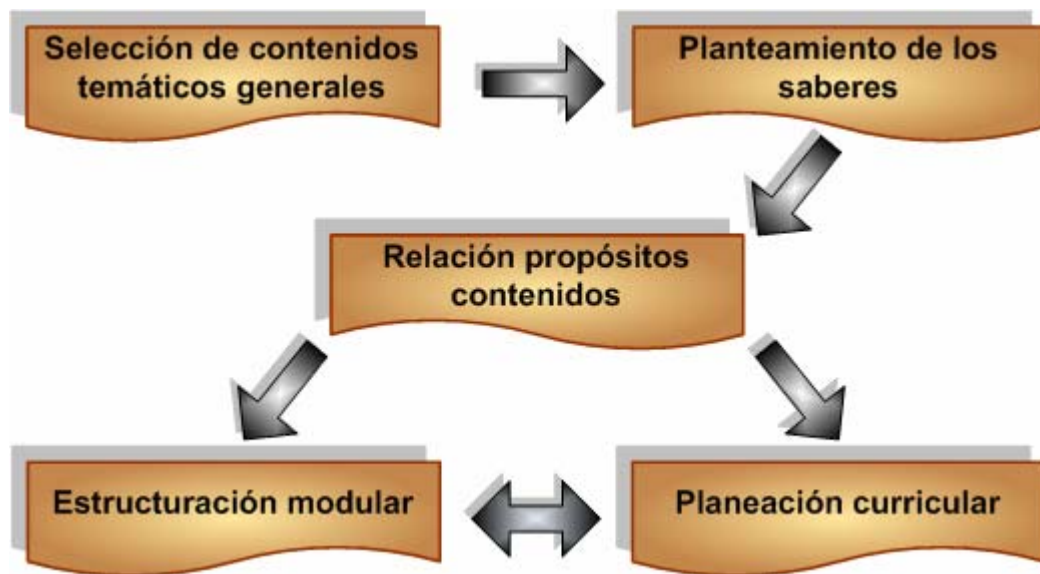 Selección de contenidos
temáticos generales
Planteamiento de los
saberes
Relación propósitos
contenidos
Estructuración modular
Planeación curricular